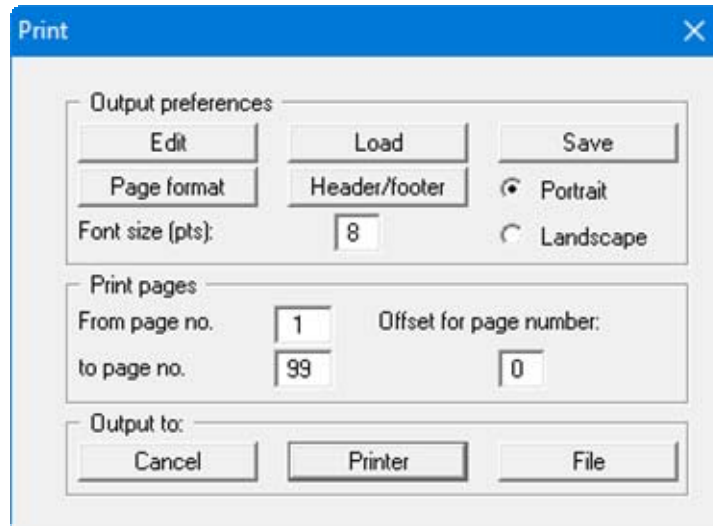 Print
Output preferences
Edit Load Save
Page format Header/footer Portrait
Font size (pts): 8 Landscape
Print pages
From page no. 1 Offset for page number:
to page no. 99 0
Output to:
Cancel Printer File